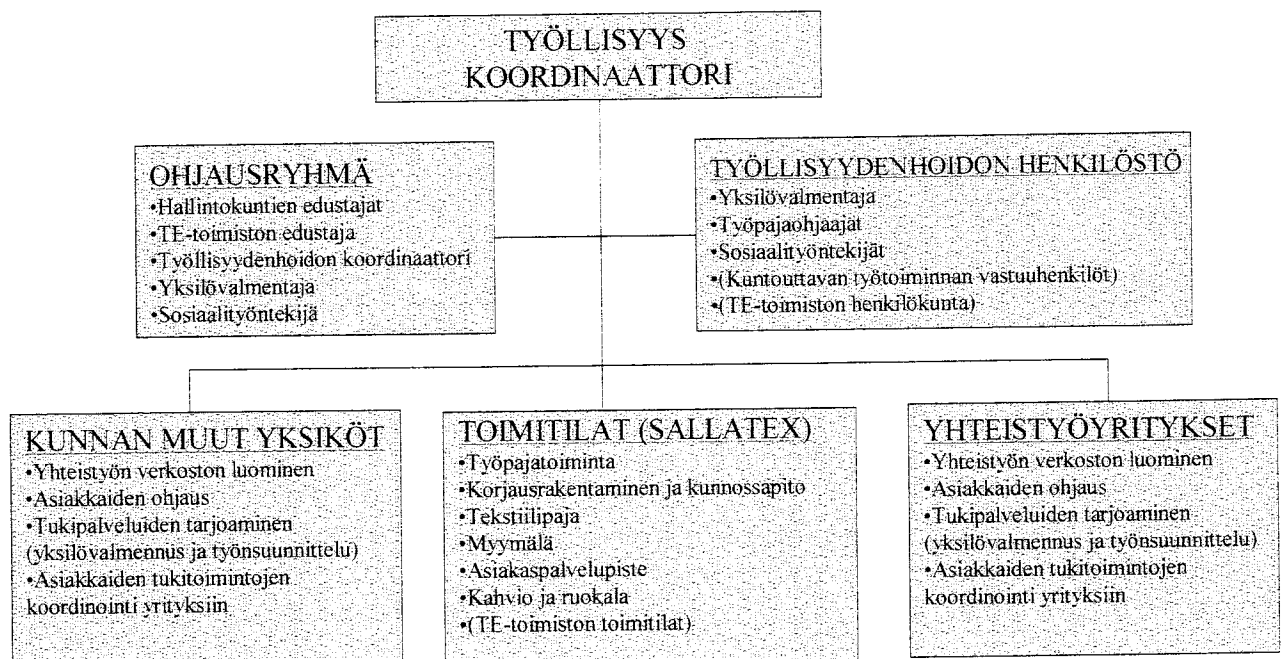 TYÖLLISYYS
KOORDINAATTORI
OHJAUSRYHMÄ
•Hallintokuntien edustajat
•TE-toimiston edustaja
•Työllisyydenhoidon koordinaattori
•Yksilövalmentaja
•Sosiaalityöntekijä
TYÖLLISYYDENHOIDON HENKILÖSTÖ
•Yksilövalmentaja
•Työpajaohjaajat
•Sosiaalityöntekijät
•(Kuntouttavan työtoiminnan vastuuhenkilöt)
•(TE-toimiston henkilökunta)
KUNNAN MUUT YKSIKÖT
•Yhteistyön verkoston luominen
•Asiakkaiden ohjaus
•Tukipalveluiden tarjoaminen
(yksilövalmennus ja työnsuunnittelu)
•Asiakkaiden tukitoimintojen
koordinointi yrityksiin
TOIMITILAT (SALLATEX)
•Työpajatoiminta
•Korjausrakentaminen ja kunnossapito
•Tekstiilipaja
•Myymälä
•Asiakaspalvelupiste
•Kahvio ja ruokala
•(TE-toimiston toimitilat)
YHTEISTYÖYRITYKSET
•Yhteistyön verkoston luominen
•Asiakkaiden ohjaus
•Tukipalveluiden tarjoaminen
(yksilövalmennus ja työnsuunnittelu)
•Asiakkaiden tukitoimintojen
koordinointi yrityksiin